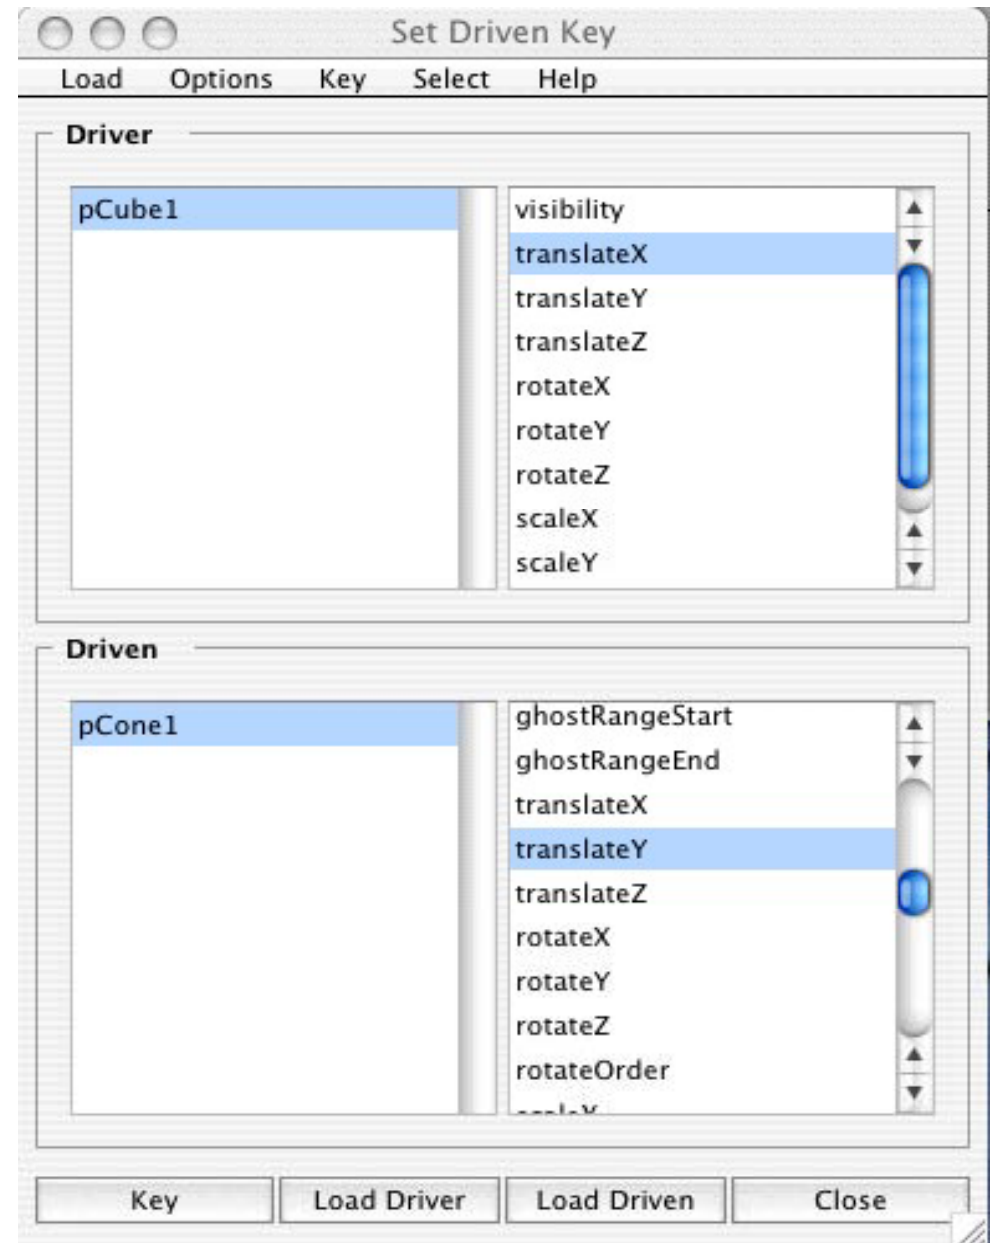 Set Driven Key
Load Options Key Select Help
Driver
pCube1
visibility
translateX
translateY
translateZ
rotateX
rotateY
rotateZ
scaleX
scaleY
Driven
pCone1
ghostRangeStart
ghostRangeEnd
translateX
translateY
translateZ
rotateX
rotateY
rotateZ
rotateOrder
Key Load Driver Load Driven Close